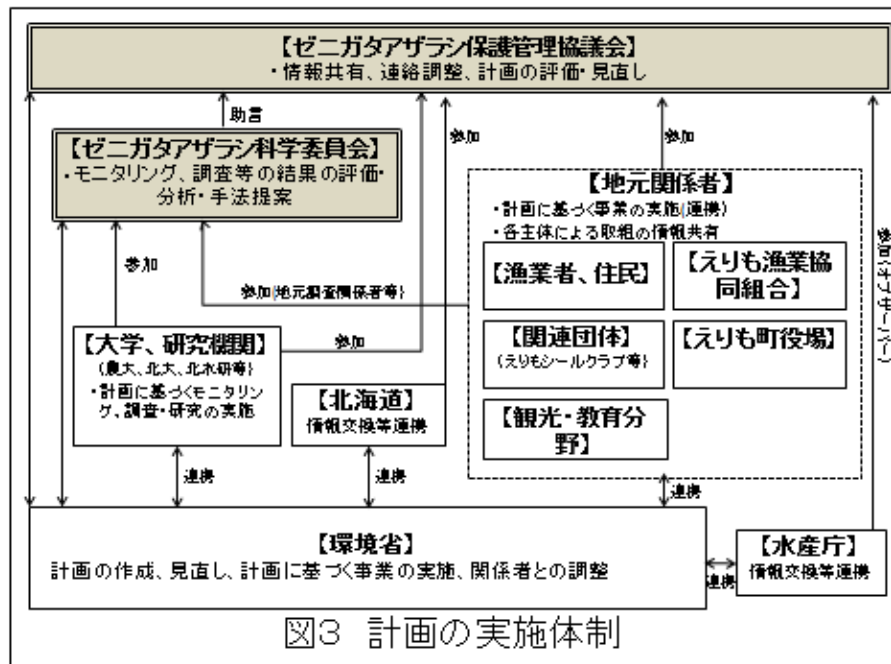 【ゼニガタアザラシ保護管理協議会】
・情報共有、連絡調整、計画の評価・見直し
助言
【ゼニガタアザラシ科学委員会】
・モニタリング、調査等の結果の評価・
分析・手法提案
参加
参加
【地元関係者】
・計画に基づく事業の実施(連携)
・各主体による取組の情報共有
参加
参加(地元調査関係者等)
【漁業者、住民】
【えりも漁業協
同組合】
参加(オブザーバー)
【大学、研究機関】
(農大、北大、北水研等)
・計画に基づくモニタリン
グ、調査・研究の実施
参加
【関連団体】
(えりもシールクラブ等)
【えりも町役場】
【北海道】
情報交換等連携
【観光・教育分
野】
連携
連携
連携
【環境省】
計画の作成、見直し、計画に基づく事業の実施、関係者との調整
連携
【水産庁】
情報交換等連携
図3 計画の実施体制